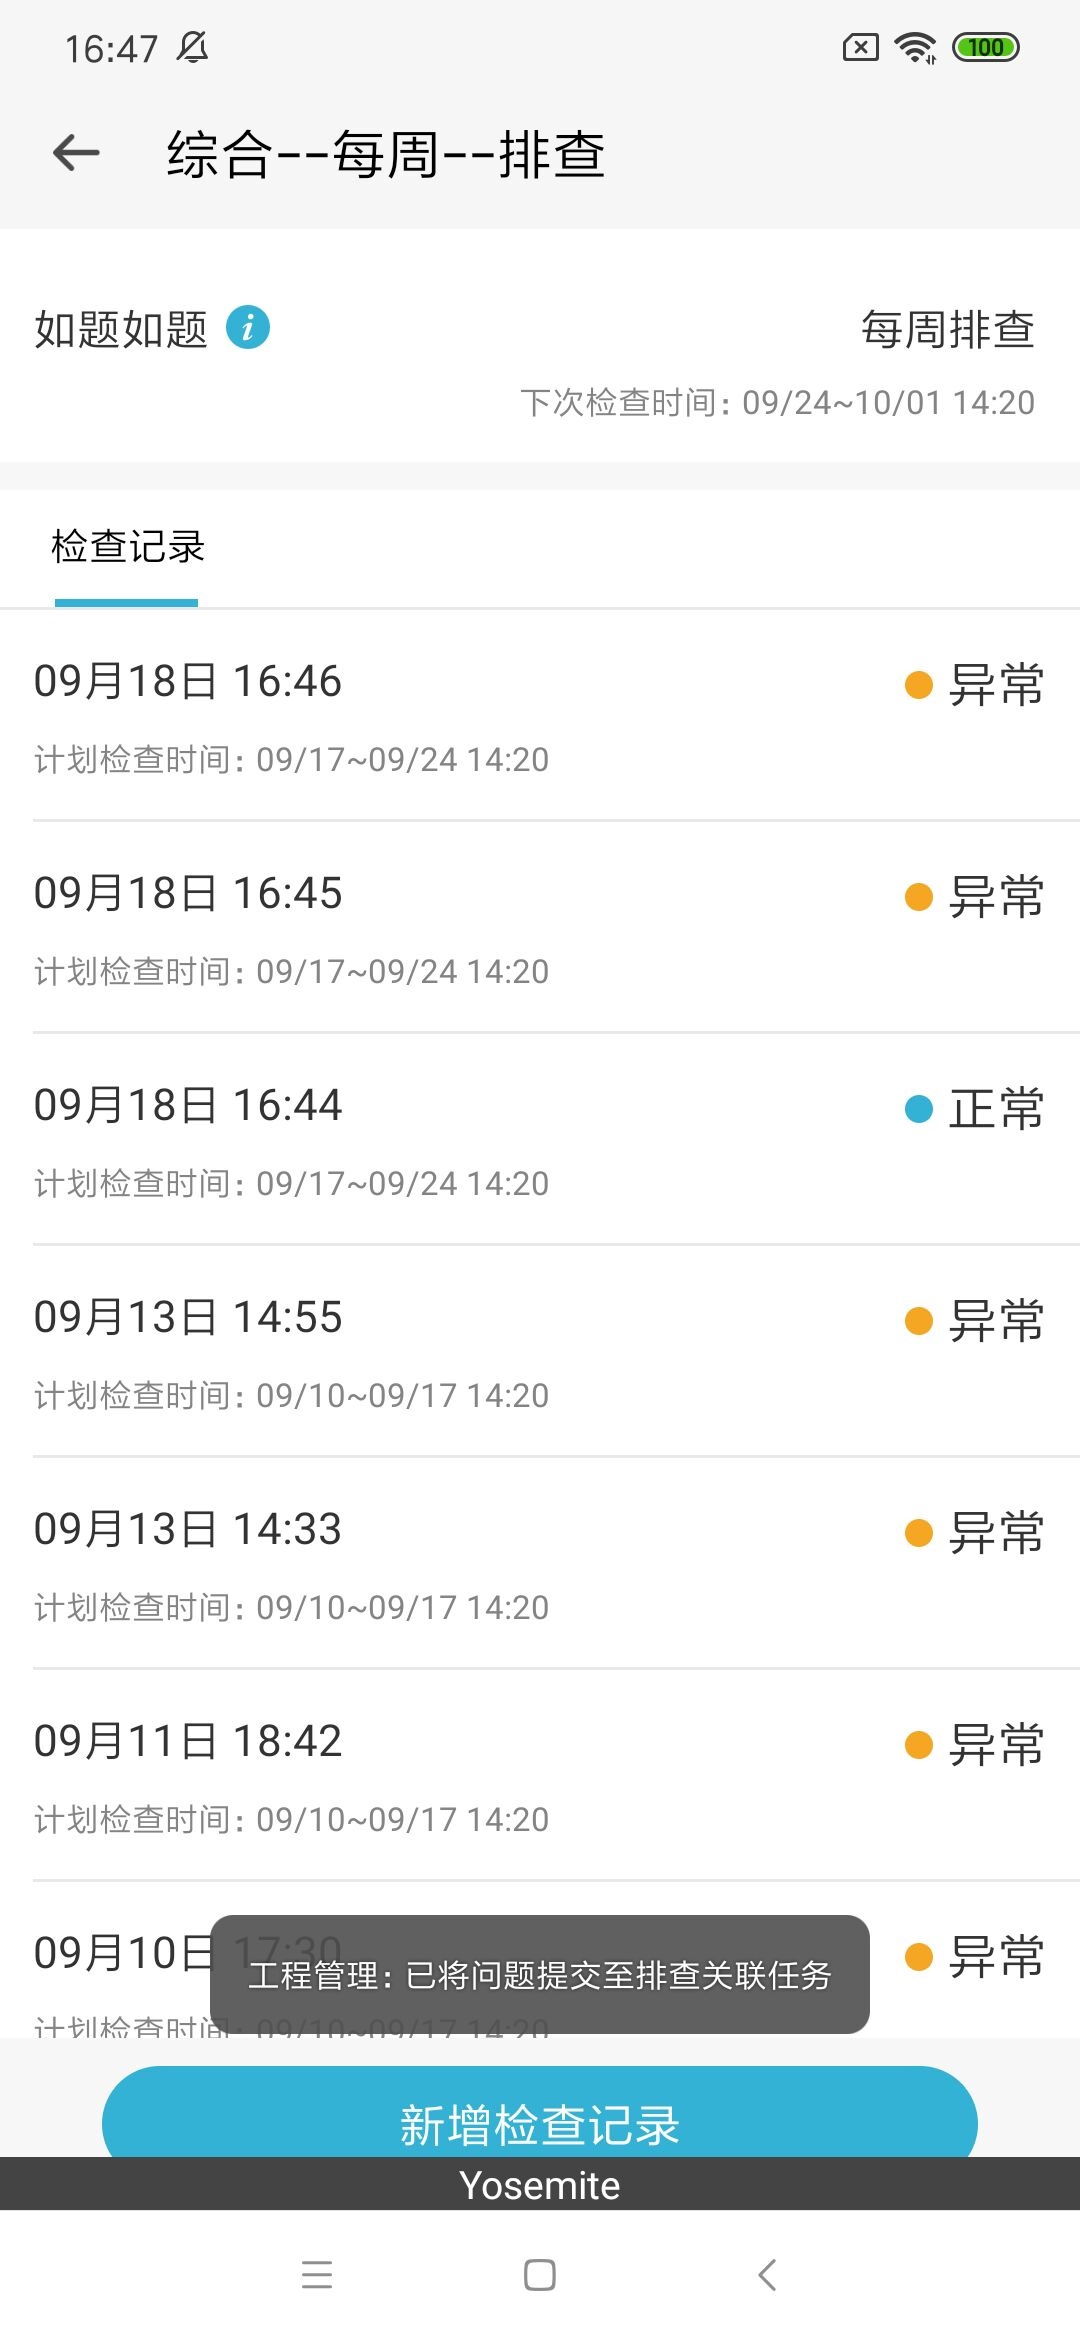 16:47
100
综合--每周--排查
如题如题 i
每周排查
下次检查时间: 09/24~10/01 14:20
检查记录
09月18日 16:46
异常
计划检查时间: 09/17~09/24 14:20
09月18日 16:45
异常
计划检查时间: 09/17~09/24 14:20
09月18日 16:44
正常
计划检查时间: 09/17~09/24 14:20
09月13日 14:55
异常
计划检查时间: 09/10~09/17 14:20
09月13日 14:33
异常
计划检查时间: 09/10~09/17 14:20
09月11日 18:42
异常
计划检查时间: 09/10~09/17 14:20
09月10日 17:30
异常
工程管理: 已将问题提交至排查关联任务
计划检查时间: 09/10~09/17 14:20
新增检查记录
Yosemite